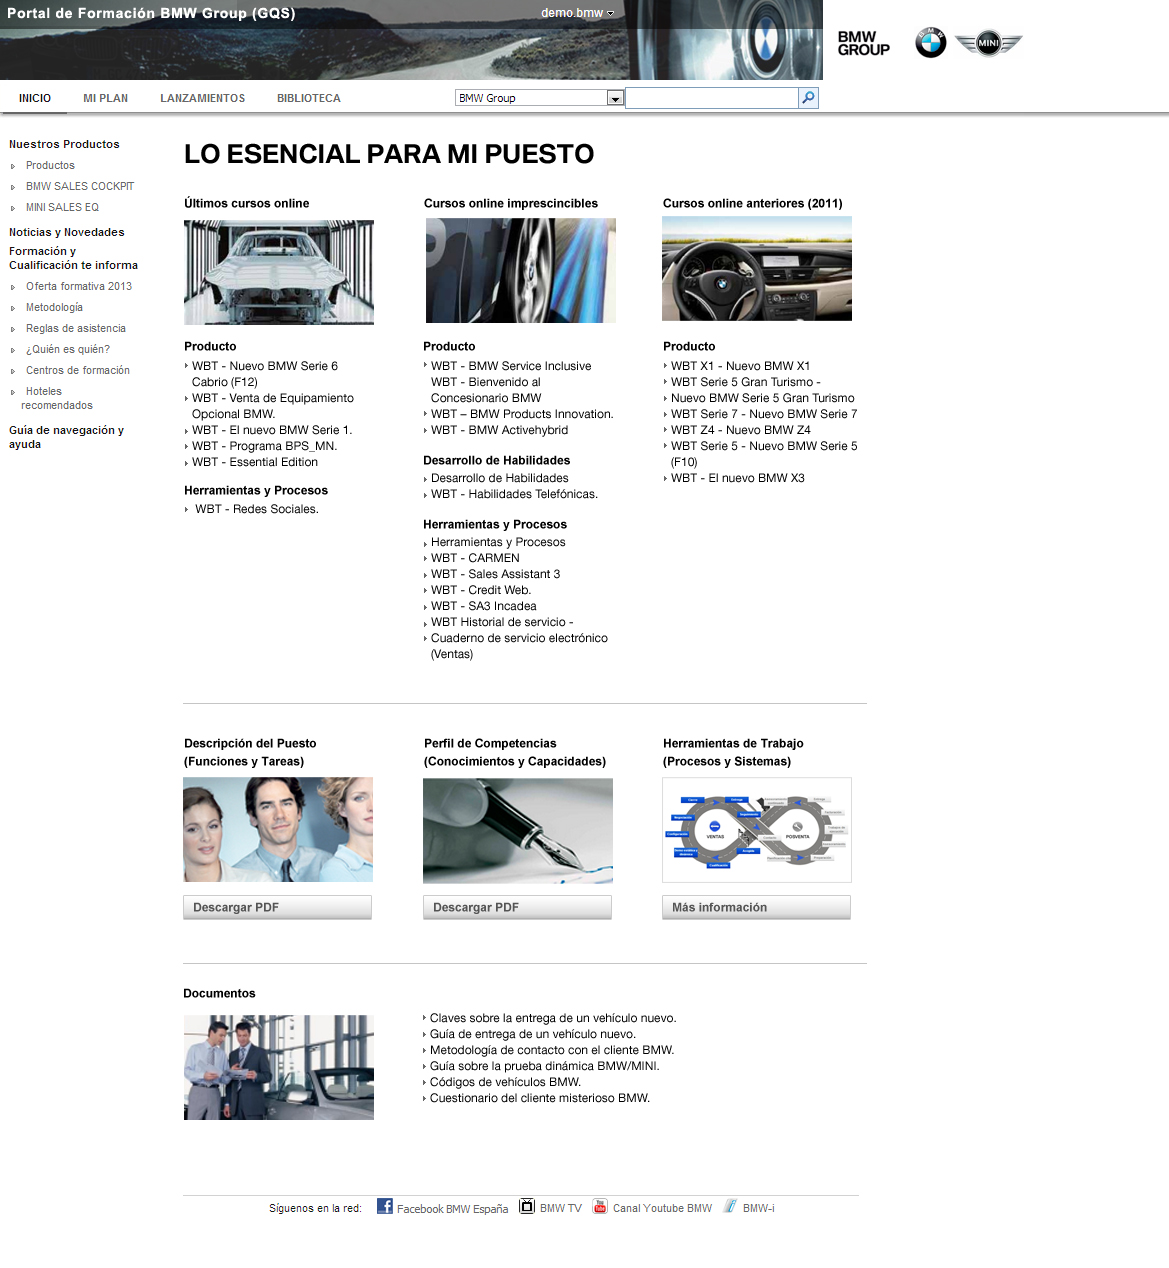 Portal de Formación BMW Group (GQS)
demo.bmw
BMW
GROUP
BMW
MINI
INICIO
MI PLAN
LANZAMIENTOS
BIBLIOTECA
BMW Group
Nuestros Productos
Productos
BMW SALES COCKPIT
MINI SALES EQ
Noticias y Novedades
Formación y
Cualificación te informa
Oferta formativa 2013
Metodología
Reglas de asistencia
¿Quién es quién?
Centros de formación
Hoteles
recomendados
Guía de navegación y
ayuda
LO ESENCIAL PARA MI PUESTO
Últimos cursos online
Producto
WBT - Nuevo BMW Serie 6
Cabrio (F12)
WBT - Venta de Equipamiento
Opcional BMW.
WBT - El nuevo BMW Serie 1.
WBT - Programa BPS_MN.
WBT - Essential Edition
Herramientas y Procesos
WBT - Redes Sociales.
Cursos online imprescincibles
Producto
WBT - BMW Service Inclusive
WBT - Bienvenido al
Concesionario BMW
WBT – BMW Products Innovation.
WBT - BMW Activehybrid
Desarrollo de Habilidades
Desarrollo de Habilidades
WBT - Habilidades Telefónicas.
Herramientas y Procesos
Herramientas y Procesos
WBT - CARMEN
WBT - Sales Assistant 3
WBT - Credit Web.
WBT - SA3 Incadea
WBT Historial de servicio -
Cuaderno de servicio electrónico
(Ventas)
Cursos online anteriores (2011)
Producto
WBT X1 - Nuevo BMW X1
WBT Serie 5 Gran Turismo -
Nuevo BMW Serie 5 Gran Turismo
WBT Serie 7 - Nuevo BMW Serie 7
WBT Z4 - Nuevo BMW Z4
WBT Serie 5 - Nuevo BMW Serie 5
(F10)
WBT - El nuevo BMW X3
Descripción del Puesto
(Funciones y Tareas)
Descargar PDF
Perfil de Competencias
(Conocimientos y Capacidades)
Descargar PDF
Herramientas de Trabajo
(Procesos y Sistemas)
VENTAS
POSVENTA
Más información
Documentos
Claves sobre la entrega de un vehículo nuevo.
Guía de entrega de un vehículo nuevo.
Metodología de contacto con el cliente BMW.
Guía sobre la prueba dinámica BMW/MINI.
Códigos de vehículos BMW.
Cuestionario del cliente misterioso BMW.
Síguenos en la red:
Facebook BMW España
BMW TV
Canal Youtube BMW
BMW-i